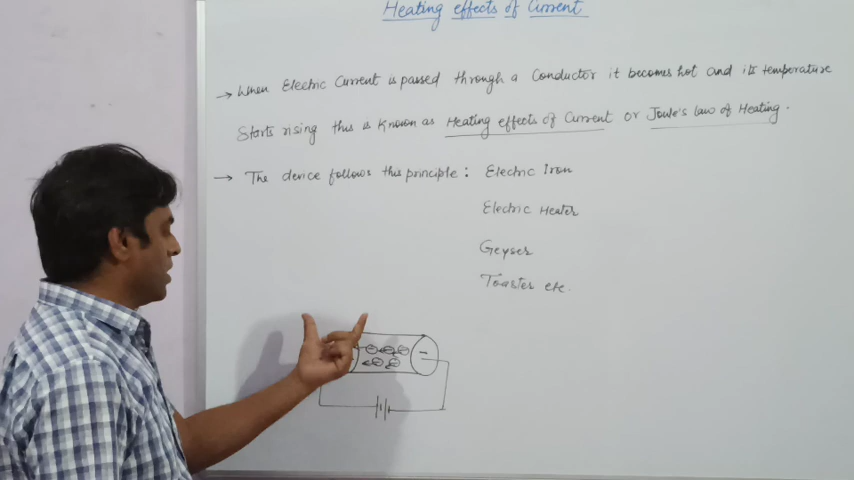 Heating effects of Current
→ When Electric Current is passed through a Conductor it becomes hot and its temperature
Starts rising this is known as Heating effects of Current or Joule's law of Heating.
→ The device follows this principle : Electric Iron
Electric Heater
Geyser
Toaster etc.